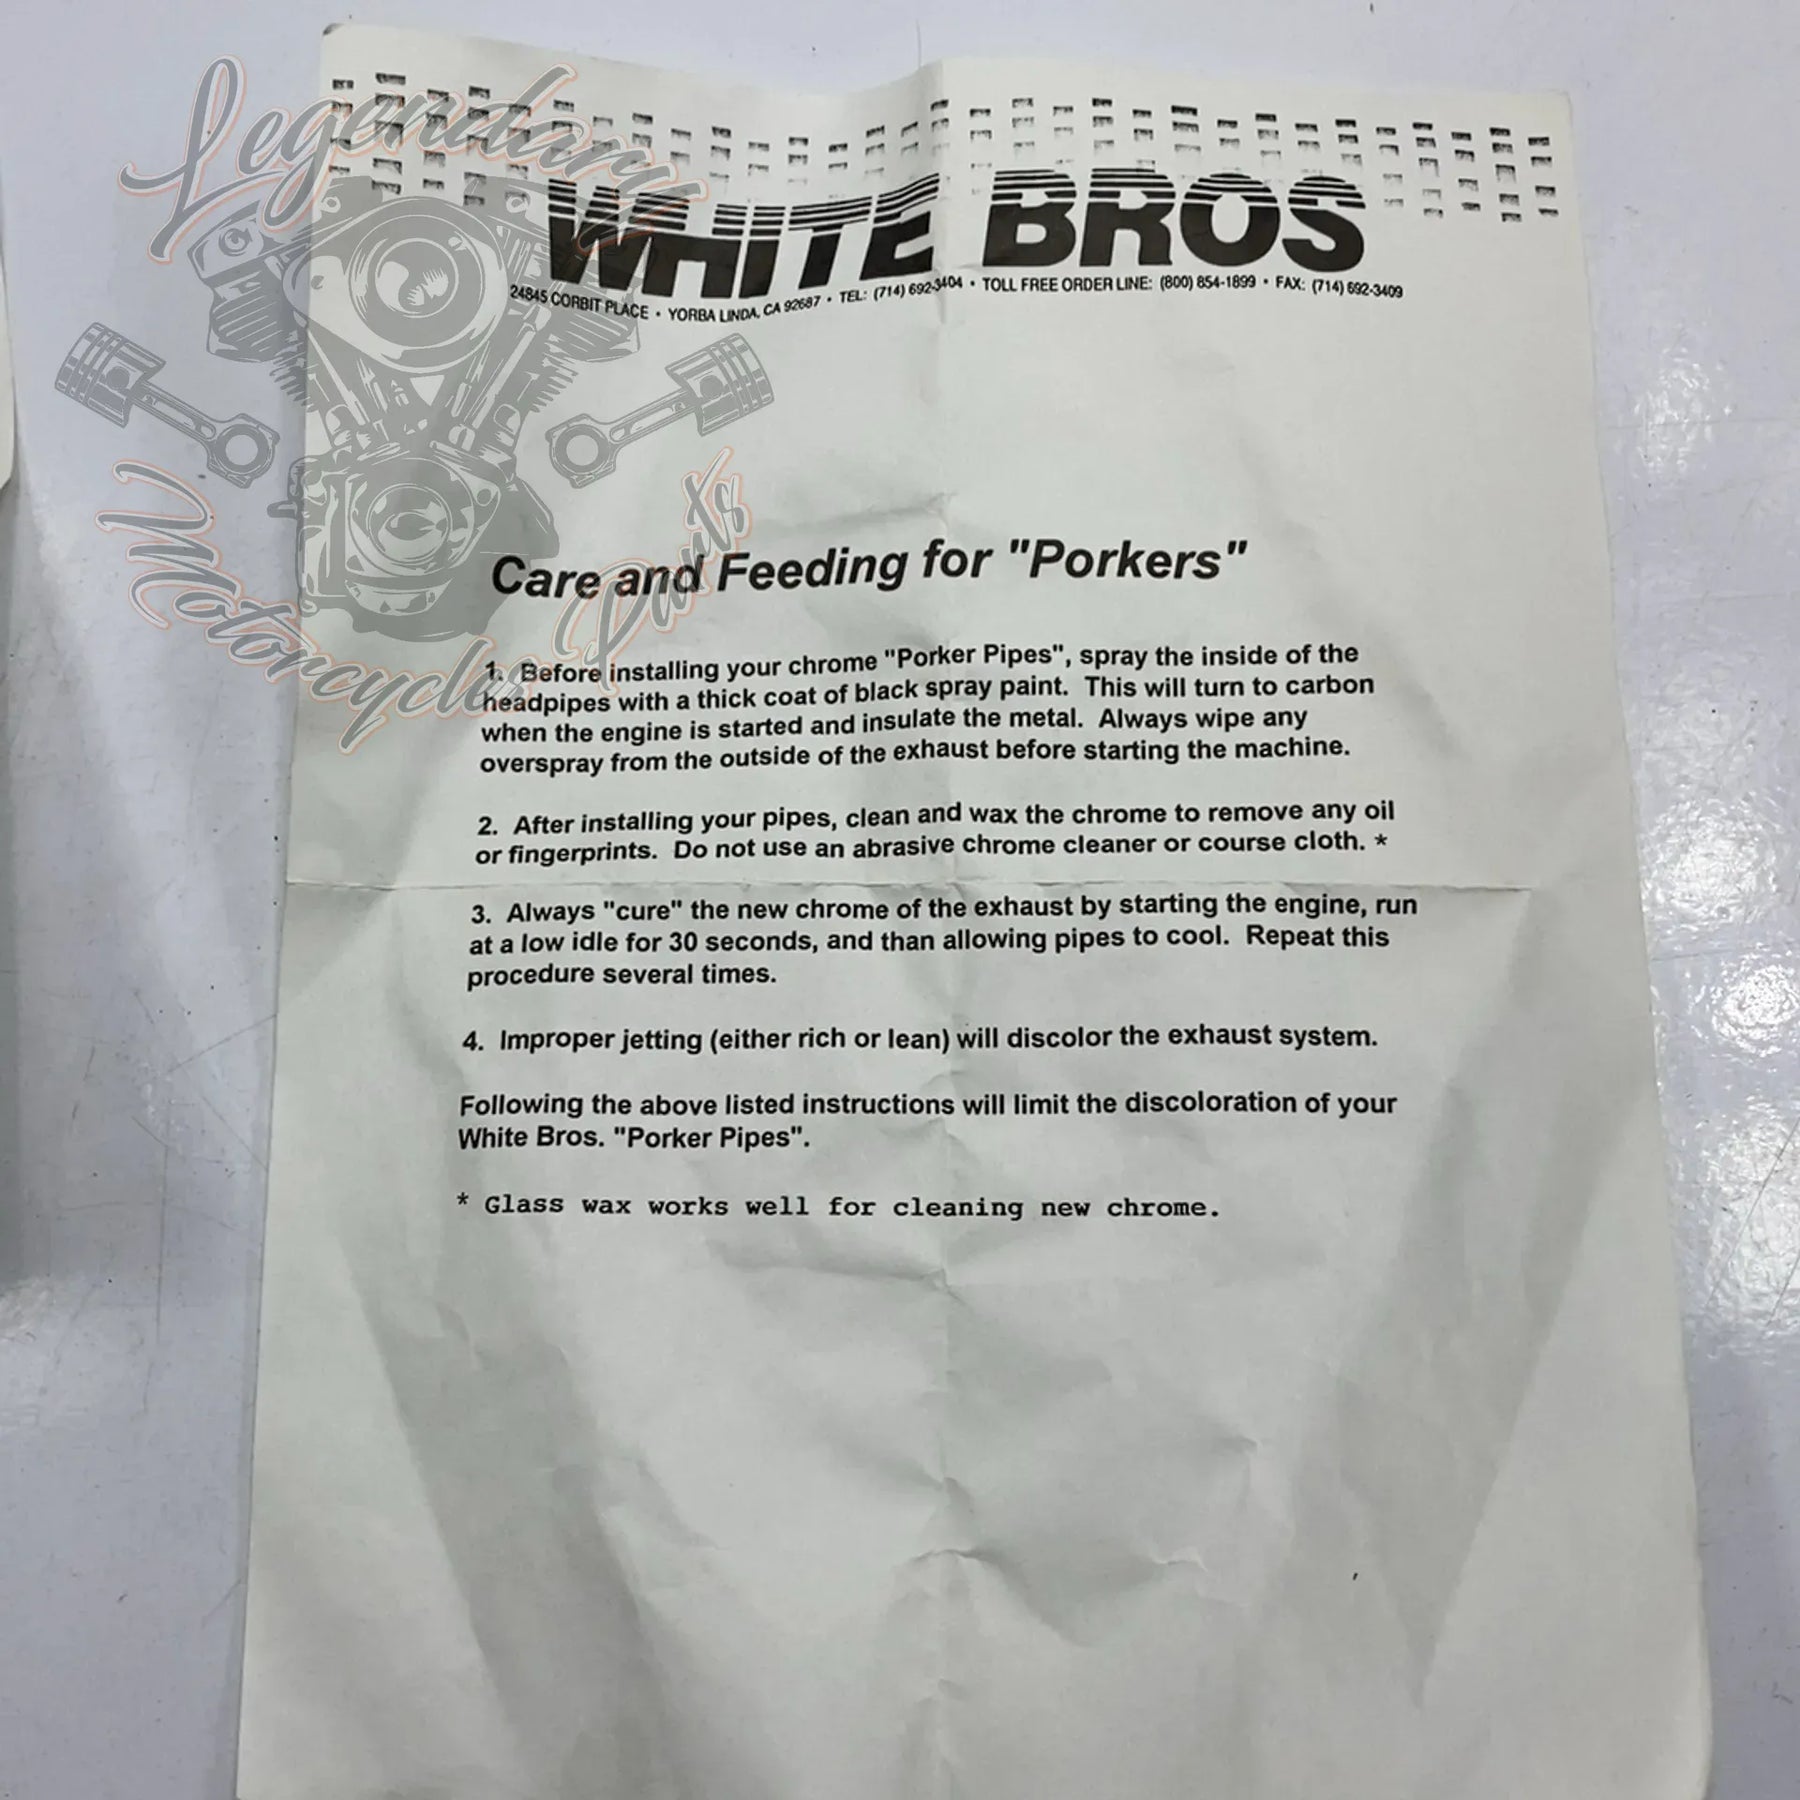 Legendary
WHITE BROS
24845 CORBIT PLACE • YORBA LINDA, CA 92687 • TEL: (714) 692-3404 • TOLL FREE ORDER LINE: (800) 854-1899 • FAX: (714) 692-3409
Motorcycles Parts
Care and Feeding for "Porkers"
1. Before installing your chrome "Porker Pipes", spray the inside of the
headpipes with a thick coat of black spray paint. This will turn to carbon
when the engine is started and insulate the metal. Always wipe any
overspray from the outside of the exhaust before starting the machine.
2. After installing your pipes, clean and wax the chrome to remove any oil
or fingerprints. Do not use an abrasive chrome cleaner or course cloth. *
3. Always "cure" the new chrome of the exhaust by starting the engine, run
at a low idle for 30 seconds, and than allowing pipes to cool. Repeat this
procedure several times.
4. Improper jetting (either rich or lean) will discolor the exhaust system.
Following the above listed instructions will limit the discoloration of your
White Bros. "Porker Pipes".
* Glass wax works well for cleaning new chrome.